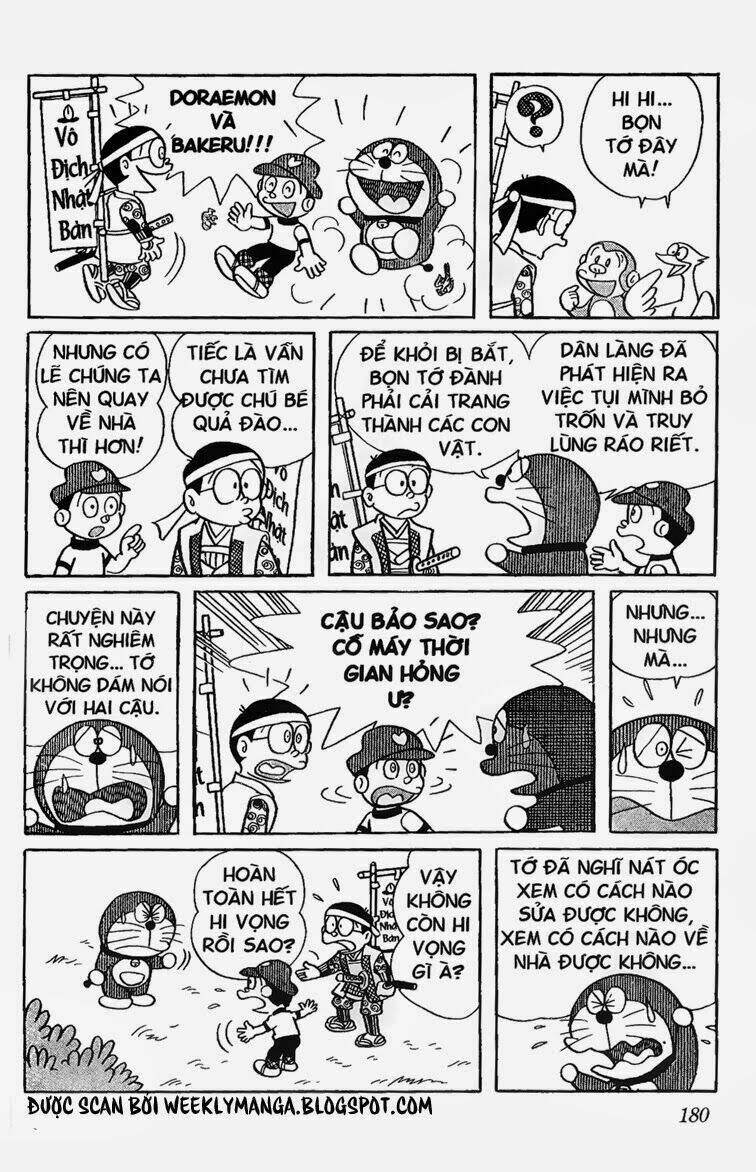 ?
HI HI...
BỌN
TỚ ĐÂY
MÀ!
DORAEMON
VÀ
BAKERU!!!
Vô
Địch
Nhật
Bản
DÂN LÀNG ĐÃ
PHÁT HIỆN RA
VIỆC TỤI MÌNH BỎ
TRỐN VÀ TRUY
LÙNG RÁO RIẾT.
ĐỂ KHỎI BỊ BẮT,
BỌN TỚ ĐÀNH
PHẢI CẢI TRANG
THÀNH CÁC CON
VẬT.
TIẾC LÀ VẪN
CHƯA TÌM
ĐƯỢC CHÚ BÉ
QUẢ ĐÀO...
NHƯNG CÓ
LẼ CHÚNG TA
NÊN QUAY
VỀ NHÀ
THÌ HƠN!
NHƯNG...
NHƯNG
MÀ...
CẬU BẢO SAO?
CỖ MÁY THỜI
GIAN HỎNG
Ư?
CHUYỆN NÀY
RẤT NGHIÊM
TRỌNG... TỚ
KHÔNG DÁM NÓI
VỚI HAI CẬU.
TỚ ĐÃ NGHĨ NÁT ÓC
XEM CÓ CÁCH NÀO
SỬA ĐƯỢC KHÔNG,
XEM CÓ CÁCH NÀO VỀ
NHÀ ĐƯỢC KHÔNG...
VẬY
KHÔNG
CÒN HI
VỌNG
GÌ À?
HOÀN
TOÀN HẾT
HI VỌNG
RỒI SAO?
Vô
Địch
Nhật
Bản
ĐƯỢC SCAN BỞI WEEKLYMANGA.BLOGSPOT.COM
180